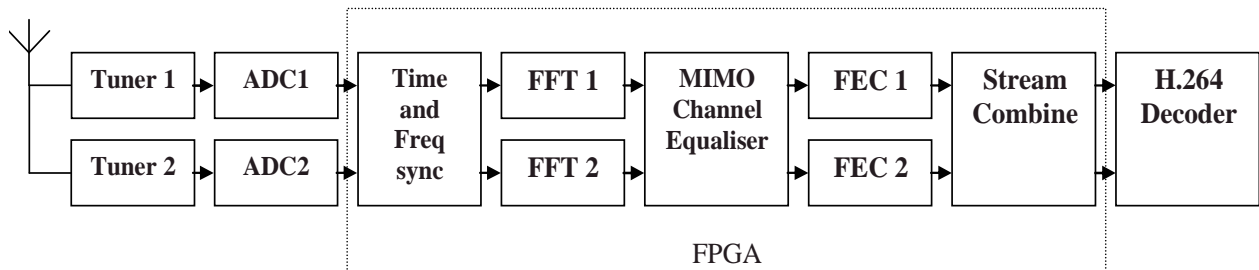 Tuner 1
ADC1
Time
and
Freq
sync
FFT 1
MIMO
Channel
Equaliser
FEC 1
Stream
Combine
H.264
Decoder
Tuner 2
ADC2
FFT 2
FEC 2
FPGA